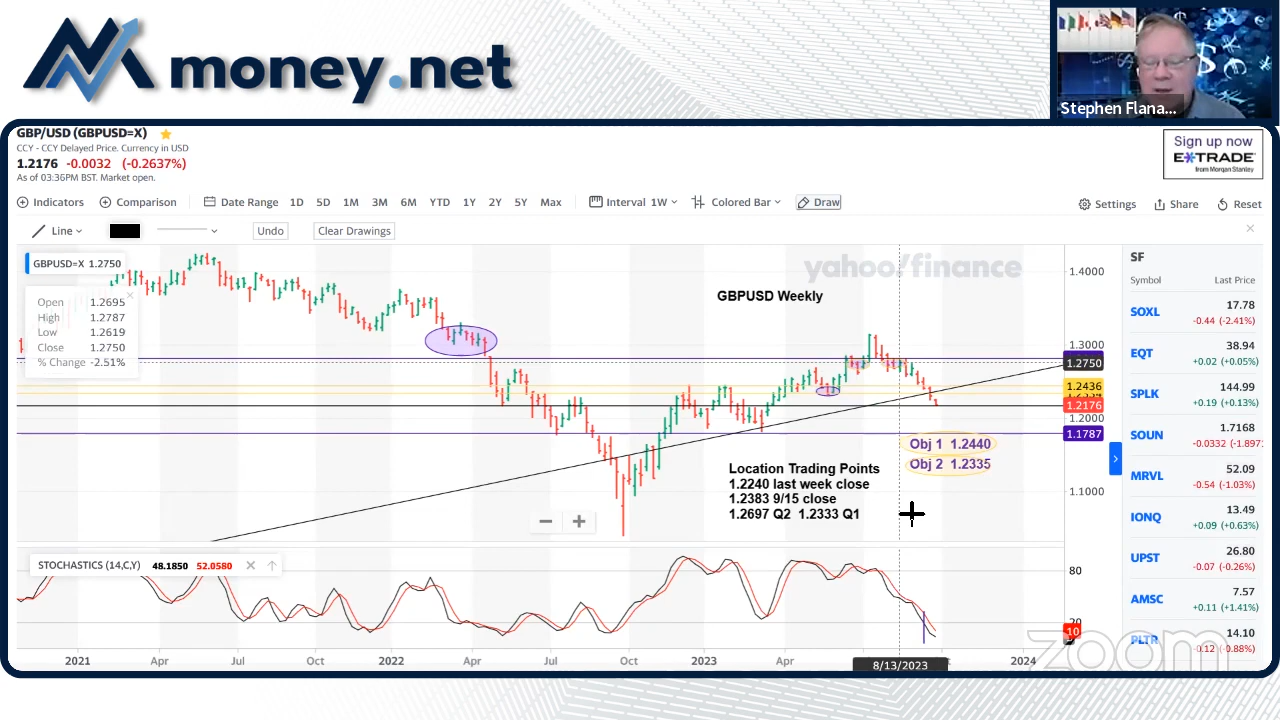 money.net
Stephen Flana...
GBP/USD (GBPUSD=X)
CCY - CCY Delayed Price. Currency in USD
1.2176 -0.0032 (-0.2637%)
As of 03:36PM BST. Market open.
Sign up now
E*TRADE
from Morgan Stanley
Indicators Comparison Date Range 1D 5D 1M 3M 6M YTD 1Y 2Y 5Y Max Interval 1W Colored Bar Draw Settings Share Reset
Line Undo Clear Drawings
GBPUSD=X 1.2750
Open 1.2695
High 1.2787
Low 1.2619
Close 1.2750
% Change -2.51%
yahoo/finance
GBPUSD Weekly
1.4000
1.3000
1.2750
1.2436
1.2176
1.2000
1.1787
1.1000
Obj 1 1.2440
Obj 2 1.2335
Location Trading Points
1.2240 last week close
1.2383 9/15 close
1.2697 Q2 1.2333 Q1
STOCHASTICS (14,C,Y) 48.1850 52.0580
80
20
10
2021 Apr Jul Oct 2022 Apr Jul Oct 2023 Apr 8/13/2023 2024
SF
Symbol Last Price
SOXL 17.78
-0.44 (-2.41%)
EQT 38.94
+0.02 (+0.05%)
SPLK 144.99
+0.19 (+0.13%)
SOUN 1.7168
-0.0332 (-1.897
MRVL 52.09
-0.54 (-1.03%)
IONQ 13.49
+0.09 (+0.63%)
UPST 26.80
-0.07 (-0.26%)
AMSC 7.57
+0.11 (+1.41%)
PLTR 14.10
-0.12 (-0.88%)
zoom